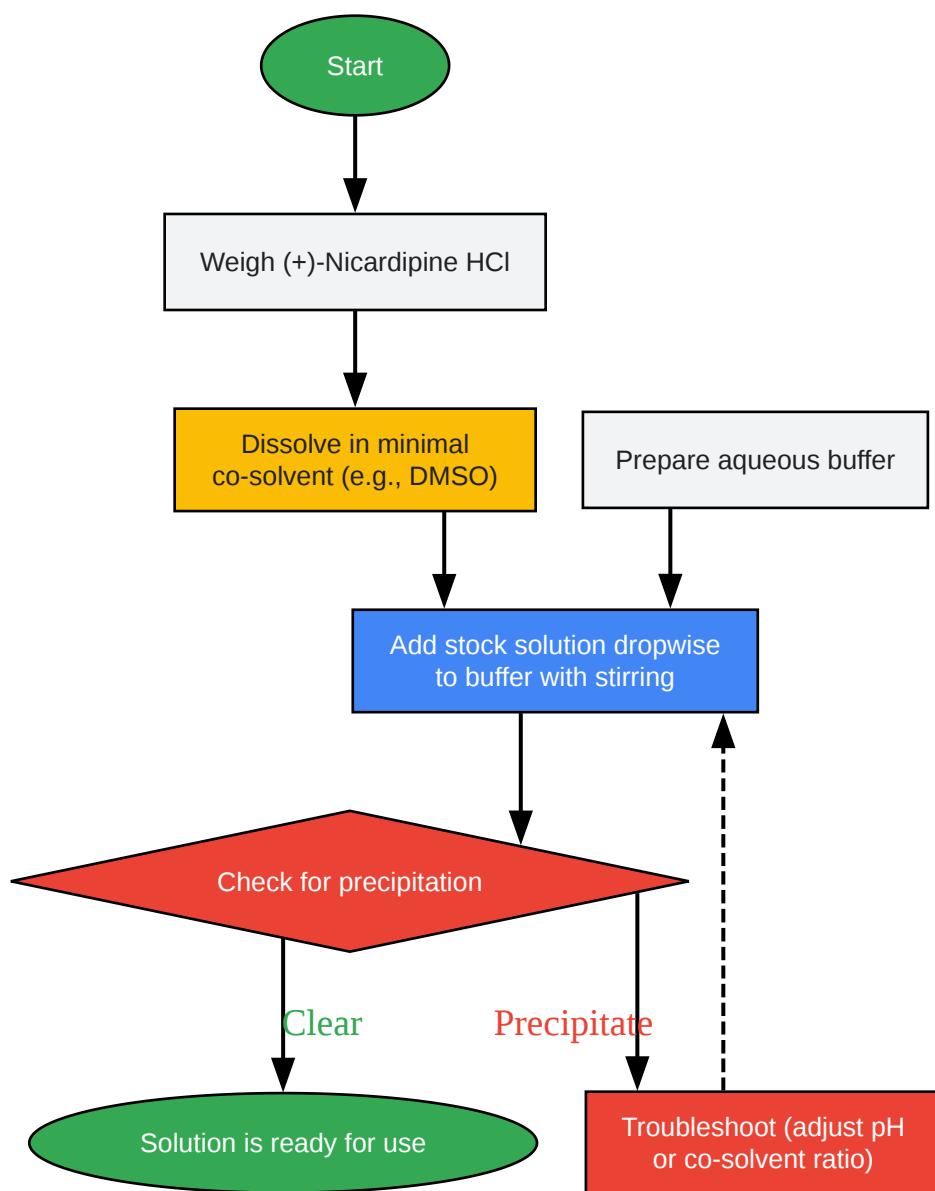 Start
Weigh (+)-Nicardipine HCl
Dissolve in minimal
co-solvent (e.g., DMSO)
Prepare aqueous buffer
Add stock solution dropwise
to buffer with stirring
Check for precipitation
Clear
Precipitate
Solution is ready for use
Troubleshoot (adjust pH
or co-solvent ratio)